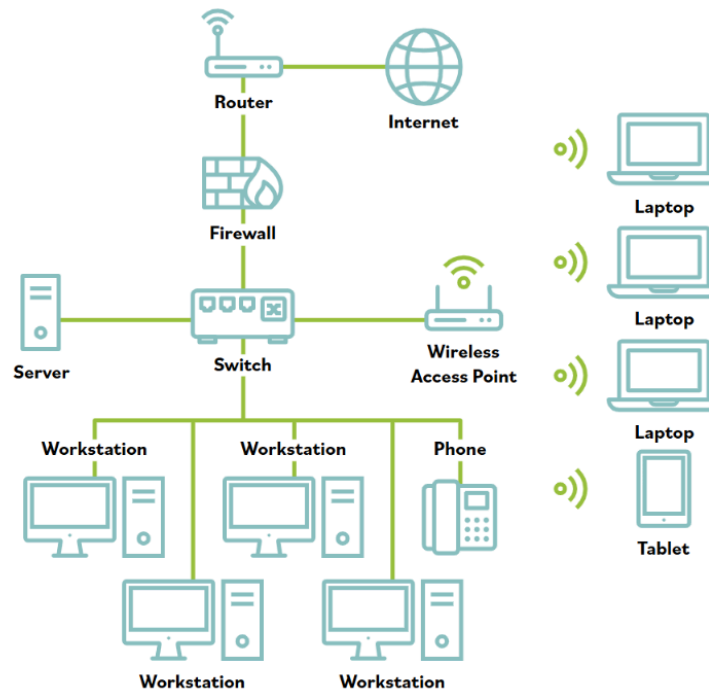 Router
Internet
Laptop
Firewall
Laptop
Server
Switch
Wireless
Access Point
Laptop
Workstation
Workstation
Phone
Tablet
Workstation
Workstation